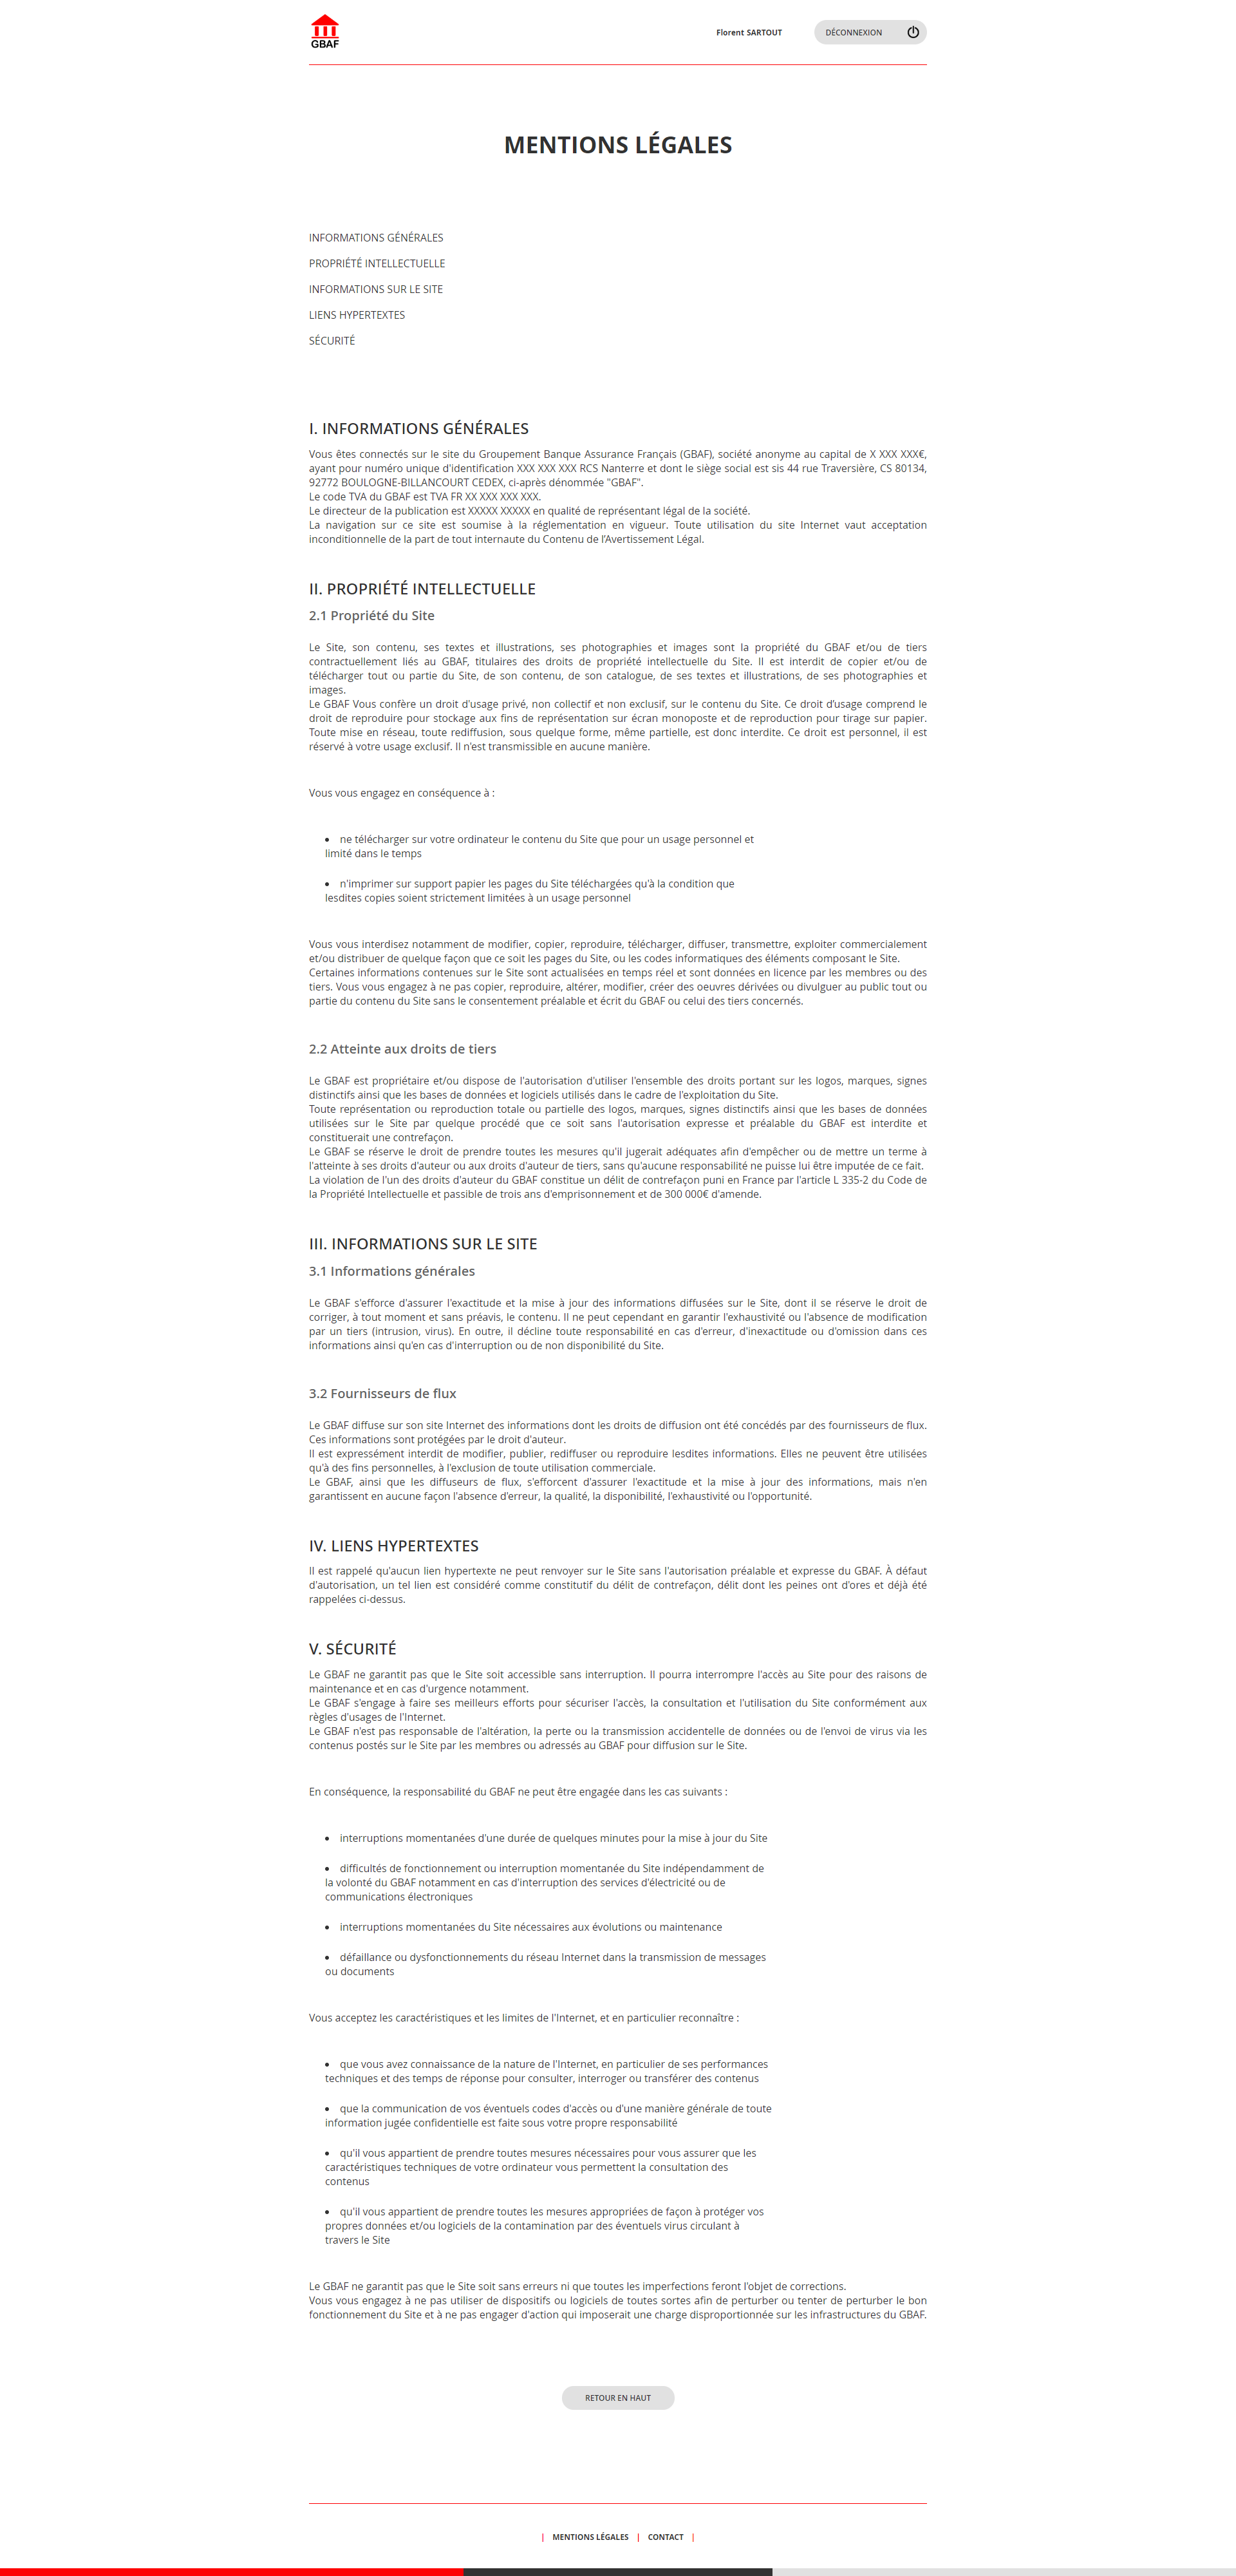 GBAF
Florent SARTOUT
DÉCONNEXION
MENTIONS LÉGALES
INFORMATIONS GÉNÉRALES
PROPRIÉTÉ INTELLECTUELLE
INFORMATIONS SUR LE SITE
LIENS HYPERTEXTES
SÉCURITÉ
I. INFORMATIONS GÉNÉRALES
Vous êtes connectés sur le site du Groupement Banque Assurance Français (GBAF), société anonyme au capital de X XXX XXX€,
ayant pour numéro unique d'identification XXX XXX XXX RCS Nanterre et dont le siège social est sis 44 rue Traversière, CS 80134,
92772 BOULOGNE-BILLANCOURT CEDEX, ci-après dénommée "GBAF".
Le code TVA du GBAF est TVA FR XX XXX XXX XXX.
Le directeur de la publication est XXXXX XXXXX en qualité de représentant légal de la société.
La navigation sur ce site est soumise à la réglementation en vigueur. Toute utilisation du site Internet vaut acceptation
inconditionnelle de la part de tout internaute du Contenu de l'Avertissement Légal.
II. PROPRIÉTÉ INTELLECTUELLE
2.1 Propriété du Site
Le Site, son contenu, ses textes et illustrations, ses photographies et images sont la propriété du GBAF et/ou de tiers
contractuellement liés au GBAF, titulaires des droits de propriété intellectuelle du Site. Il est interdit de copier et/ou de
télécharger tout ou partie du Site, de son contenu, de son catalogue, de ses textes et illustrations, de ses photographies et
images.
Le GBAF Vous confère un droit d'usage privé, non collectif et non exclusif, sur le contenu du Site. Ce droit d'usage comprend le
droit de reproduire pour stockage aux fins de représentation sur écran monoposte et de reproduction pour tirage sur papier.
Toute mise en réseau, toute rediffusion, sous quelque forme, même partielle, est donc interdite. Ce droit est personnel, il est
réservé à votre usage exclusif. Il n'est transmissible en aucune manière.
Vous vous engagez en conséquence à :
• ne télécharger sur votre ordinateur le contenu du Site que pour un usage personnel et
limité dans le temps
• n'imprimer sur support papier les pages du Site téléchargées qu'à la condition que
lesdites copies soient strictement limitées à un usage personnel
Vous vous interdisez notamment de modifier, copier, reproduire, télécharger, diffuser, transmettre, exploiter commercialement
et/ou distribuer de quelque façon que ce soit les pages du Site, ou les codes informatiques des éléments composant le Site.
Certaines informations contenues sur le Site sont actualisées en temps réel et sont données en licence par les membres ou des
tiers. Vous vous engagez à ne pas copier, reproduire, altérer, modifier, créer des oeuvres dérivées ou divulguer au public tout ou
partie du contenu du Site sans le consentement préalable et écrit du GBAF ou celui des tiers concernés.
2.2 Atteinte aux droits de tiers
Le GBAF est propriétaire et/ou dispose de l'autorisation d'utiliser l'ensemble des droits portant sur les logos, marques, signes
distinctifs ainsi que les bases de données et logiciels utilisés dans le cadre de l'exploitation du Site.
Toute représentation ou reproduction totale ou partielle des logos, marques, signes distinctifs ainsi que les bases de données
utilisées sur le Site par quelque procédé que ce soit sans l'autorisation expresse et préalable du GBAF est interdite et
constituerait une contrefaçon.
Le GBAF se réserve le droit de prendre toutes les mesures qu'il jugerait adéquates afin d'empêcher ou de mettre un terme à
l'atteinte à ses droits d'auteur ou aux droits d'auteur de tiers, sans qu'aucune responsabilité ne puisse lui être imputée de ce fait.
La violation de l'un des droits d'auteur du GBAF constitue un délit de contrefaçon puni en France par l'article L 335-2 du Code de
la Propriété Intellectuelle et passible de trois ans d'emprisonnement et de 300 000€ d'amende.
III. INFORMATIONS SUR LE SITE
3.1 Informations générales
Le GBAF s'efforce d'assurer l'exactitude et la mise à jour des informations diffusées sur le Site, dont il se réserve le droit de
corriger, à tout moment et sans préavis, le contenu. Il ne peut cependant en garantir l'exhaustivité ou l'absence de modification
par un tiers (intrusion, virus). En outre, il décline toute responsabilité en cas d'erreur, d'inexactitude ou d'omission dans ces
informations ainsi qu'en cas d'interruption ou de non disponibilité du Site.
3.2 Fournisseurs de flux
Le GBAF diffuse sur son site Internet des informations dont les droits de diffusion ont été concédés par des fournisseurs de flux.
Ces informations sont protégées par le droit d'auteur.
Il est expressément interdit de modifier, publier, rediffuser ou reproduire lesdites informations. Elles ne peuvent être utilisées
qu'à des fins personnelles, à l'exclusion de toute utilisation commerciale.
Le GBAF, ainsi que les diffuseurs de flux, s'efforcent d'assurer l'exactitude et la mise à jour des informations, mais n'en
garantissent en aucune façon l'absence d'erreur, la qualité, la disponibilité, l'exhaustivité ou l'opportunité.
IV. LIENS HYPERTEXTES
Il est rappelé qu'aucun lien hypertexte ne peut renvoyer sur le Site sans l'autorisation préalable et expresse du GBAF. À défaut
d'autorisation, un tel lien est considéré comme constitutif du délit de contrefaçon, délit dont les peines ont d'ores et déjà été
rappelées ci-dessus.
V. SÉCURITÉ
Le GBAF ne garantit pas que le Site soit accessible sans interruption. Il pourra interrompre l'accès au Site pour des raisons de
maintenance et en cas d'urgence notamment.
Le GBAF s'engage à faire ses meilleurs efforts pour sécuriser l'accès, la consultation et l'utilisation du Site conformément aux
règles d'usages de l'Internet.
Le GBAF n'est pas responsable de l'altération, la perte ou la transmission accidentelle de données ou de l'envoi de virus via les
contenus postés sur le Site par les membres ou adressés au GBAF pour diffusion sur le Site.
En conséquence, la responsabilité du GBAF ne peut être engagée dans les cas suivants :
• interruptions momentanées d'une durée de quelques minutes pour la mise à jour du Site
• difficultés de fonctionnement ou interruption momentanée du Site indépendamment de
la volonté du GBAF notamment en cas d'interruption des services d'électricité ou de
communications électroniques
• interruptions momentanées du Site nécessaires aux évolutions ou maintenance
• défaillance ou dysfonctionnements du réseau Internet dans la transmission de messages
ou documents
Vous acceptez les caractéristiques et les limites de l'Internet, et en particulier reconnaître :
• que vous avez connaissance de la nature de l'Internet, en particulier de ses performances
techniques et des temps de réponse pour consulter, interroger ou transférer des contenus
• que la communication de vos éventuels codes d'accès ou d'une manière générale de toute
information jugée confidentielle est faite sous votre propre responsabilité
• qu'il vous appartient de prendre toutes mesures nécessaires pour vous assurer que les
caractéristiques techniques de votre ordinateur vous permettent la consultation des
contenus
• qu'il vous appartient de prendre toutes les mesures appropriées de façon à protéger vos
propres données et/ou logiciels de la contamination par des éventuels virus circulant à
travers le Site
Le GBAF ne garantit pas que le Site soit sans erreurs ni que toutes les imperfections feront l'objet de corrections.
Vous vous engagez à ne pas utiliser de dispositifs ou logiciels de toutes sortes afin de perturber ou tenter de perturber le bon
fonctionnement du Site et à ne pas engager d'action qui imposerait une charge disproportionnée sur les infrastructures du GBAF.
RETOUR EN HAUT
| MENTIONS LÉGALES | CONTACT |